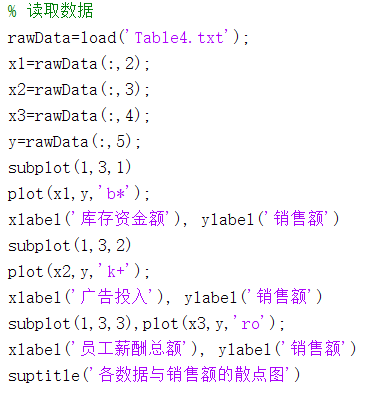 % 读取数据
rawData=load('Table4.txt');
x1=rawData(:,2);
x2=rawData(:,3);
x3=rawData(:,4);
y=rawData(:,5);
subplot(1,3,1)
plot(x1,y,'b*');
xlabel('库存资金额'), ylabel('销售额')
subplot(1,3,2)
plot(x2,y,'k+');
xlabel('广告投入'), ylabel('销售额')
subplot(1,3,3),plot(x3,y,'ro');
xlabel('员工薪酬总额'), ylabel('销售额')
suptitle('各数据与销售额的散点图')